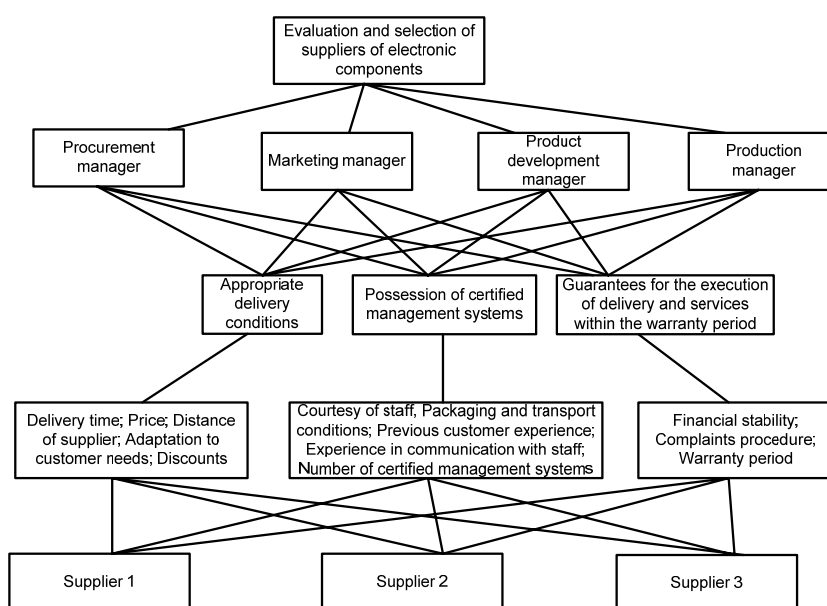 Evaluation and selection of
suppliers of electronic
components
Procurement
manager
Marketing manager
Product
development
manager
Production
manager
Appropriate
delivery
conditions
Possession of certified
management systems
Guarantees for the execution
of delivery and services
within the warranty period
Delivery time; Price; Distance
of supplier; Adaptation to
customer needs; Discounts
Courtesy of staff, Packaging and transport
conditions; Previous customer experience;
Experience in communication with staff;
Number of certified management systems
Financial stability;
Complaints procedure;
Warranty period
Supplier 1
Supplier 2
Supplier 3